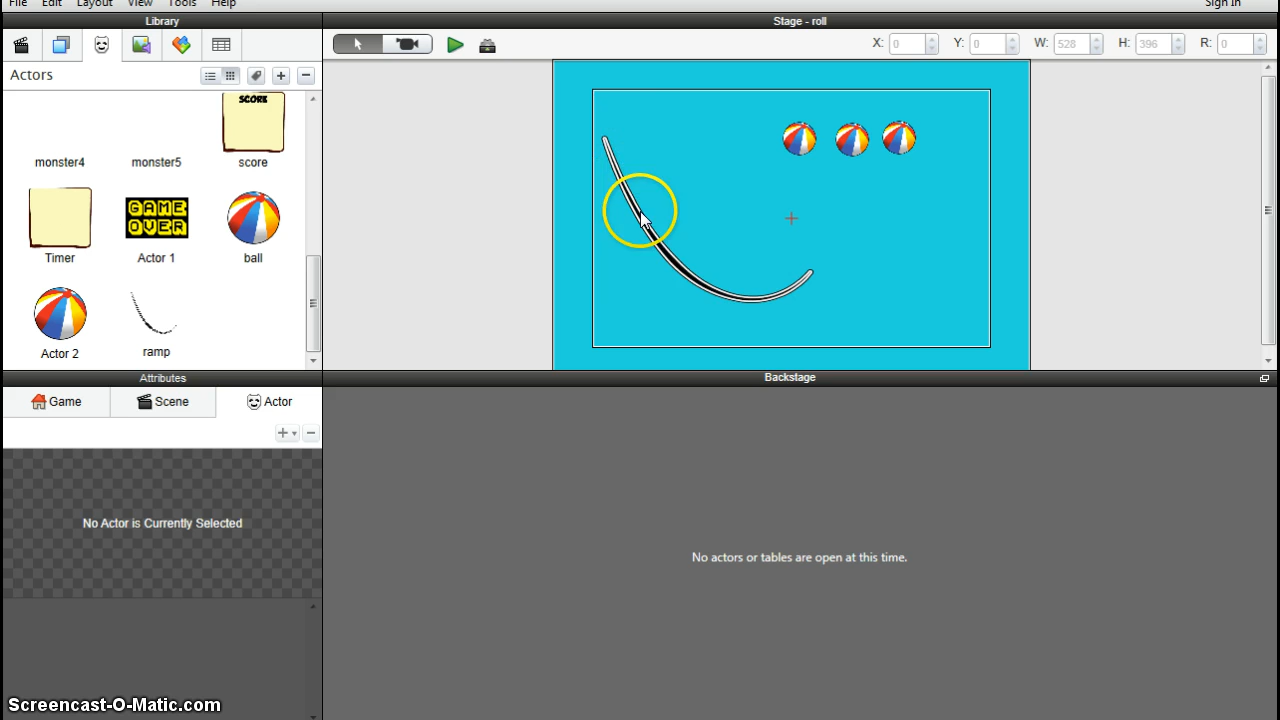 File Edit Layout View Tools Help Sign In
Library
Stage - roll
X: 0 Y: 0 W: 528 H: 396 R: 0
Actors
SCORE
monster4 monster5 score
GAME
OVER
Timer Actor 1 ball
Actor 2 ramp
Attributes
Backstage
Game Scene Actor
No Actor is Currently Selected
No actors or tables are open at this time.
Screencast-O-Matic.com